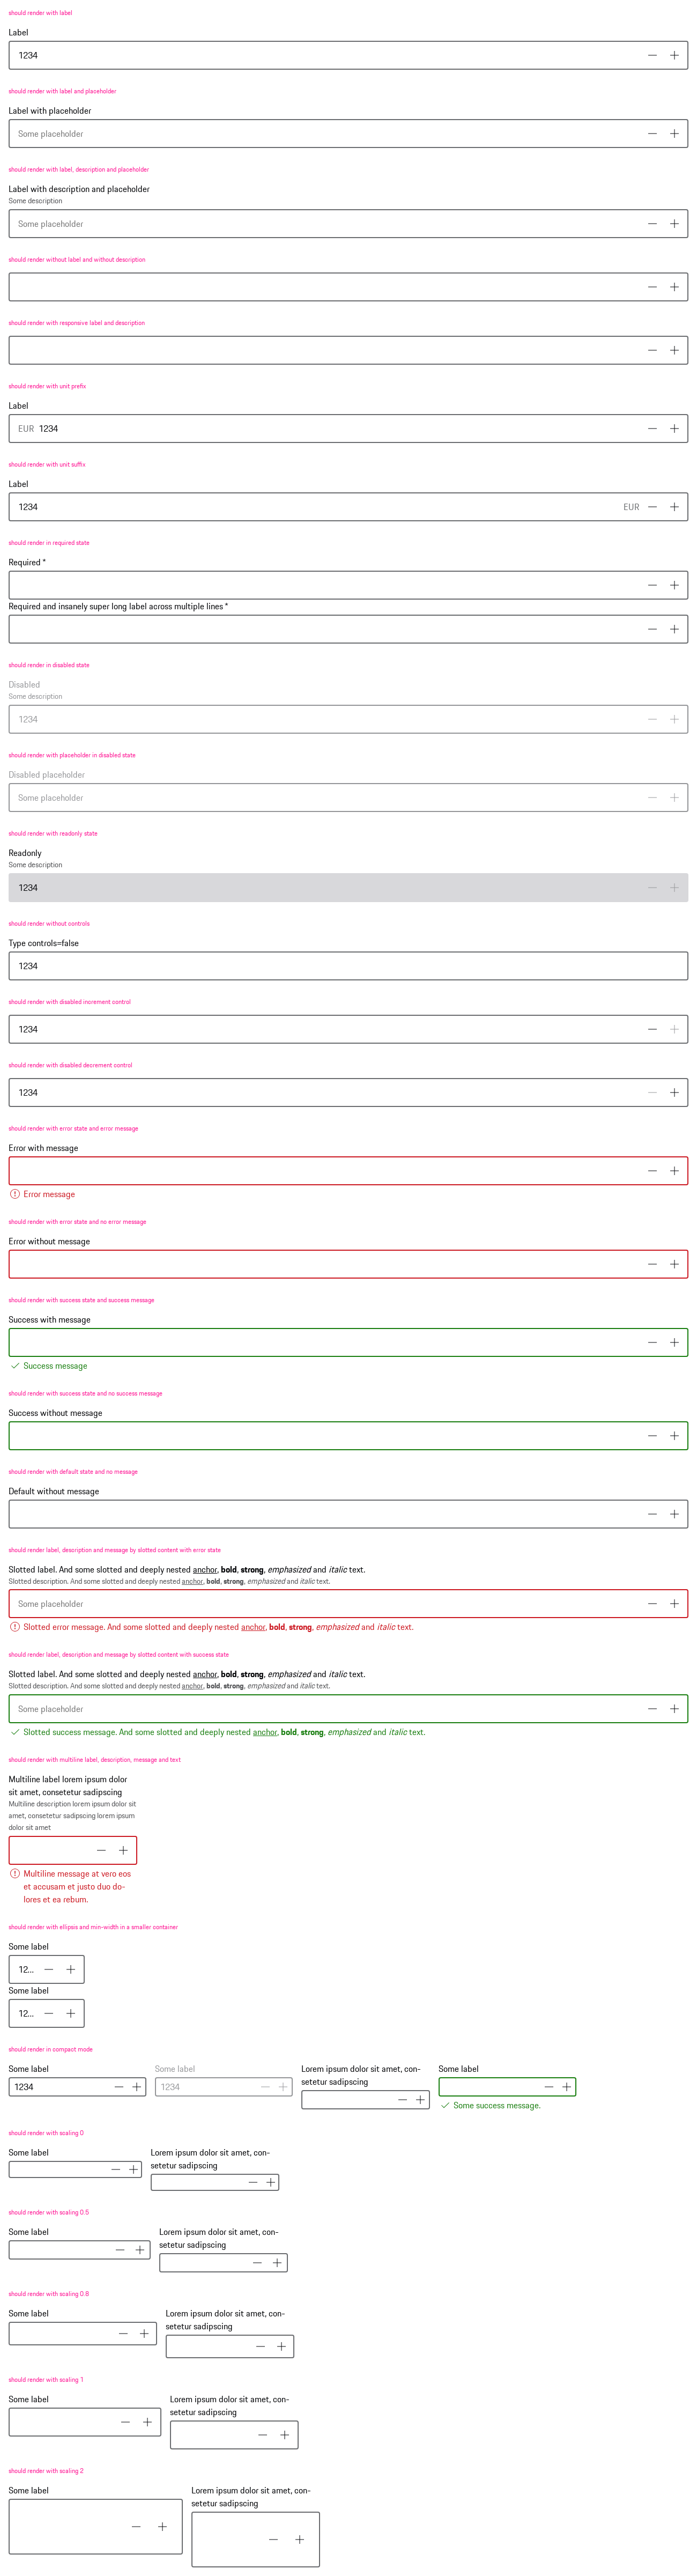 should render with label
Label
1234
should render with label and placeholder
Label with placeholder
Some placeholder
should render with label, description and placeholder
Label with description and placeholder
Some description
Some placeholder
should render without label and without description
should render with responsive label and description
should render with unit prefix
Label
EUR 1234
should render with unit suffix
Label
1234 EUR
should render in required state
Required *
Required and insanely super long label across multiple lines *
should render in disabled state
Disabled
Some description
1234
should render with placeholder in disabled state
Disabled placeholder
Some placeholder
should render with readonly state
Readonly
Some description
1234
should render without controls
Type controls=false
1234
should render with disabled increment control
1234
should render with disabled decrement control
1234
should render with error state and error message
Error with message
Error message
should render with error state and no error message
Error without message
should render with success state and success message
Success with message
Success message
should render with success state and no success message
Success without message
should render with default state and no message
Default without message
should render label, description and message by slotted content with error state
Slotted label. And some slotted and deeply nested anchor, bold, strong, emphasized and italic text.
Slotted description. And some slotted and deeply nested anchor, bold, strong, emphasized and italic text.
Some placeholder
Slotted error message. And some slotted and deeply nested anchor, bold, strong, emphasized and italic text.
should render label, description and message by slotted content with success state
Slotted label. And some slotted and deeply nested anchor, bold, strong, emphasized and italic text.
Slotted description. And some slotted and deeply nested anchor, bold, strong, emphasized and italic text.
Some placeholder
Slotted success message. And some slotted and deeply nested anchor, bold, strong, emphasized and italic text.
should render with multiline label, description, message and text
Multiline label lorem ipsum dolor
sit amet, consetetur sadipscing
Multiline description lorem ipsum dolor sit
amet, consetetur sadipscing lorem ipsum
dolor sit amet
Multiline message at vero eos
et accusam et justo duo do-
lores et ea rebum.
should render with ellipsis and min-width in a smaller container
Some label
12...
Some label
12...
should render in compact mode
Some label
1234
Some label
1234
Lorem ipsum dolor sit amet, con-
setetur sadipscing
Some label
Some success message.
should render with scaling 0
Some label
Lorem ipsum dolor sit amet, con-
setetur sadipscing
should render with scaling 0.5
Some label
Lorem ipsum dolor sit amet, con-
setetur sadipscing
should render with scaling 0.8
Some label
Lorem ipsum dolor sit amet, con-
setetur sadipscing
should render with scaling 1
Some label
Lorem ipsum dolor sit amet, con-
setetur sadipscing
should render with scaling 2
Some label
Lorem ipsum dolor sit amet, con-
setetur sadipscing